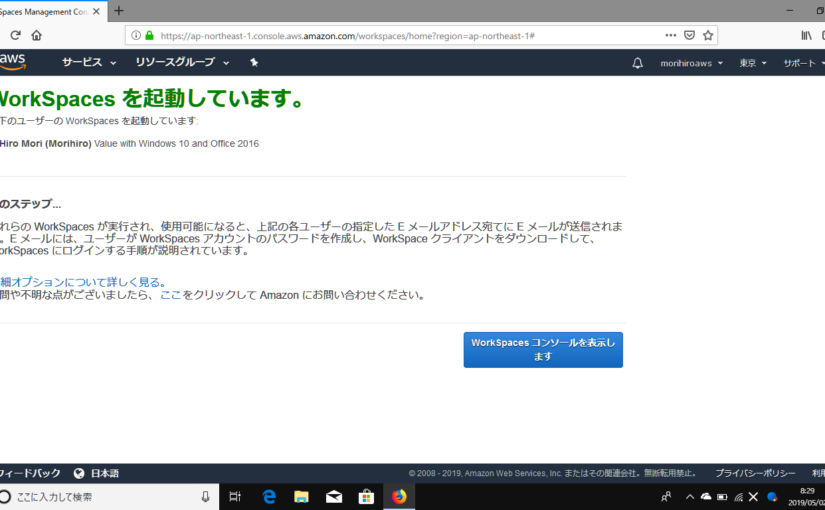 Spaces Management Con
https://ap-northeast-1.console.aws.amazon.com/workspaces/home?region=ap-northeast-1#
aws サービス リソースグループ morihiroaws 東京 サポート
WorkSpaces を起動しています。
下のユーザーの WorkSpaces を起動しています:
Hiro Mori (Morihiro) Value with Windows 10 and Office 2016
のステップ...
れらの WorkSpaces が実行され、使用可能になると、上記の各ユーザーの指定した E メールアドレス宛てに E メールが送信されま
。E メールには、ユーザーが WorkSpaces アカウントのパスワードを作成し、WorkSpace クライアントをダウンロードして、
orkSpaces にログインする手順が説明されています。
細オプションについて詳しく見る。
問や不明な点がございましたら、ここをクリックして Amazon にお問い合わせください。
WorkSpaces コンソールを表示し
ます
フィードバック 日本語 © 2008 - 2019, Amazon Web Services, Inc. またはその関連会社。無断転用禁止。 プライバシーポリシー 利用
ここに入力して検索 8:29
2019/05/02